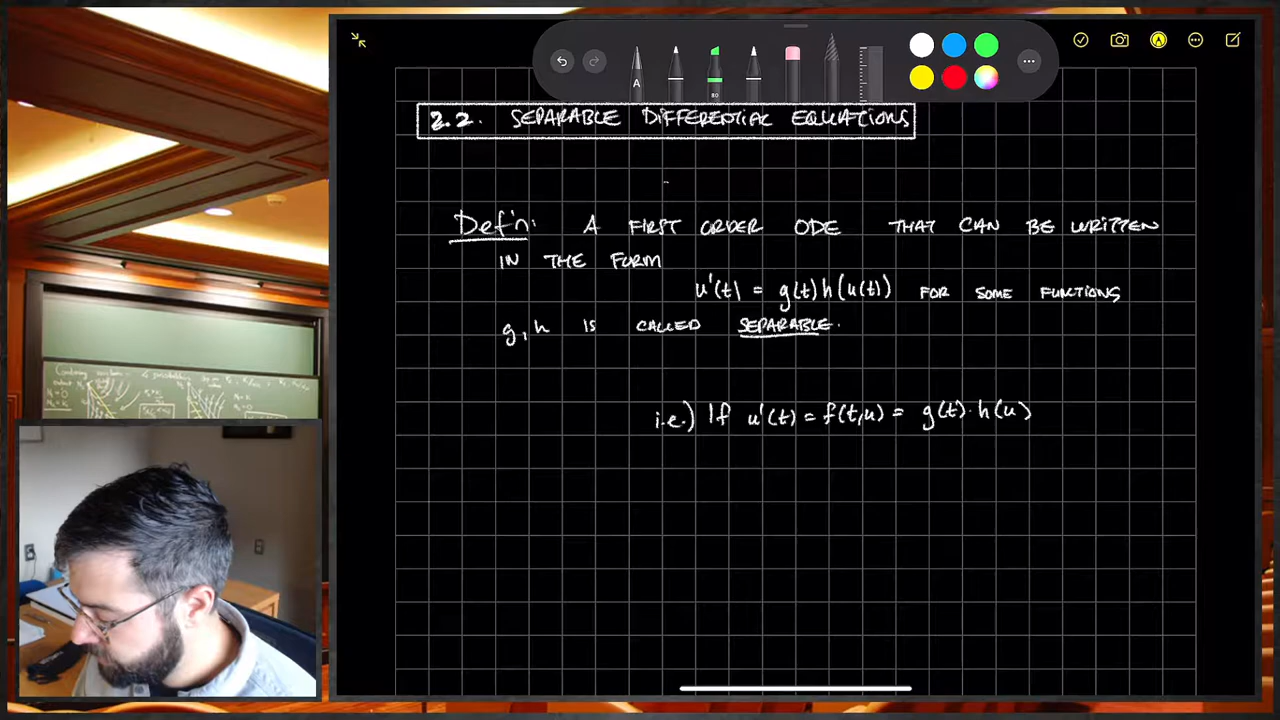 2.2. SEPARABLE DIFFERENTIAL EQUATIONS
Def'n: A FIRST ORDER ODE THAT CAN BE WRITTEN
IN THE FORM
u'(t) = g(t)h(u(t)) FOR SOME FUNCTIONS
g, h IS CALLED SEPARABLE.
i.e.) If u'(t) = f(t,u) = g(t)·h(u)
A
80